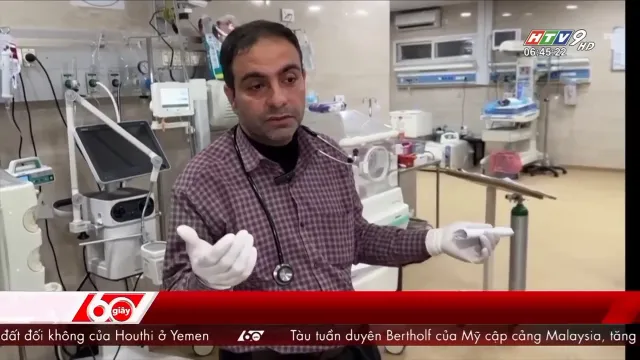 HTV9 HD
06:45:22
60 giây
đất đối không của Houthi ở Yemen 60 Tàu tuần duyên Bertholf của Mỹ cập cảng Malaysia, tăng